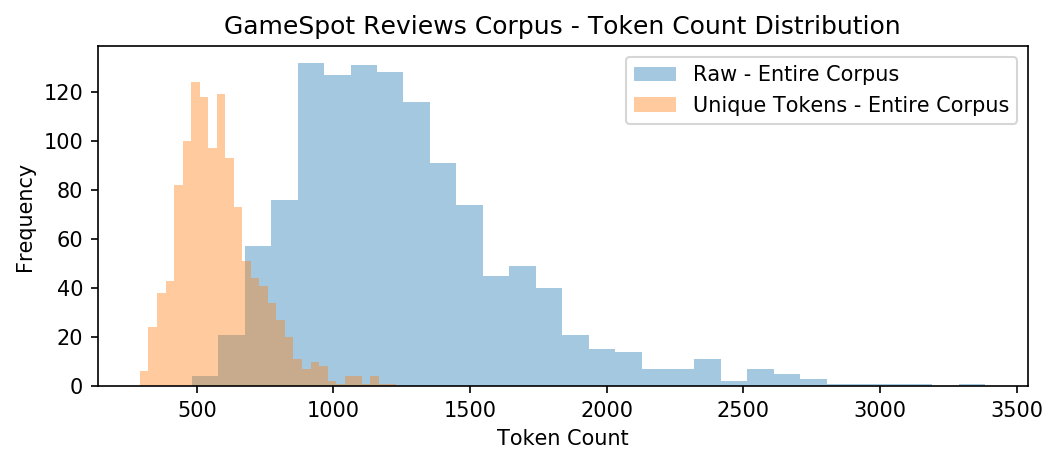 GameSpot Reviews Corpus - Token Count Distribution
Raw - Entire Corpus
Unique Tokens - Entire Corpus
Frequency
120
100
80
60
40
20
0
500 1000 1500 2000 2500 3000 3500
Token Count